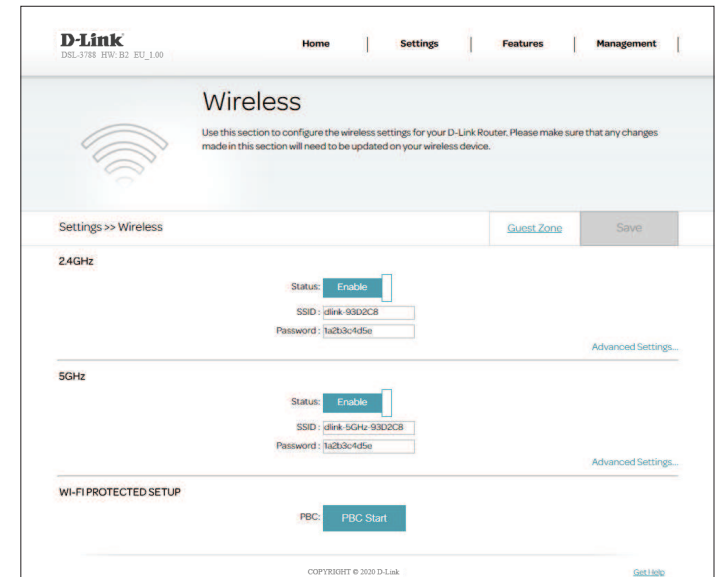 D-Link
DSL-3788 HW: B2 EU_1.00
Home Settings Features Management
Wireless
Use this section to configure the wireless settings for your D-Link Router. Please make sure that any changes
made in this section will need to be updated on your wireless device.
Settings >> Wireless
Guest Zone
Save
2.4GHz
Status: Enable
SSID : dlink-93D2C8
Password : 1a2b3c4d5e
Advanced Settings...
5GHz
Status: Enable
SSID : dlink-5GHz-93D2C8
Password : 1a2b3c4d5e
Advanced Settings...
WI-FI PROTECTED SETUP
PBC: PBC Start
COPYRIGHT © 2020 D-Link
Get Help